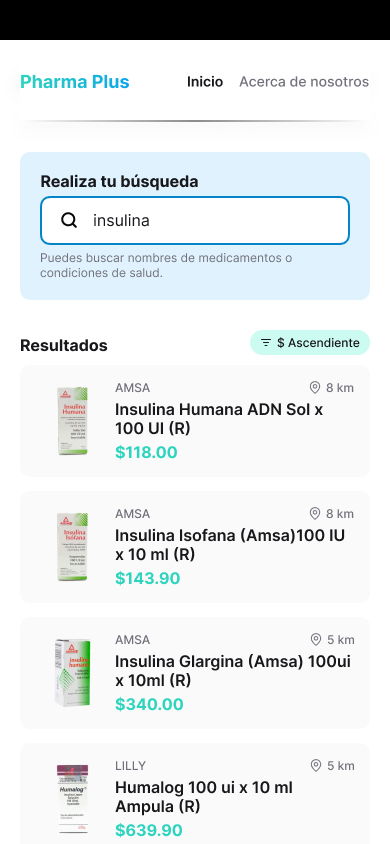 Pharma Plus
Inicio
Acerca de nosotros
Realiza tu búsqueda
insulina
Puedes buscar nombres de medicamentos o
condiciones de salud.
Resultados
$ Ascendiente
AMSA
8 km
Insulina Humana ADN Sol x
100 UI (R)
$118.00
Insulina
Humana
AMSA
8 km
Insulina Isofana (Amsa)100 IU
x 10 ml (R)
$143.90
Insulina
Isofana
AMSA
5 km
Insulina Glargina (Amsa) 100ui
x 10ml (R)
$340.00
LILLY
5 km
Humalog 100 ui x 10 ml
Ampula (R)
$639.90
Humalog